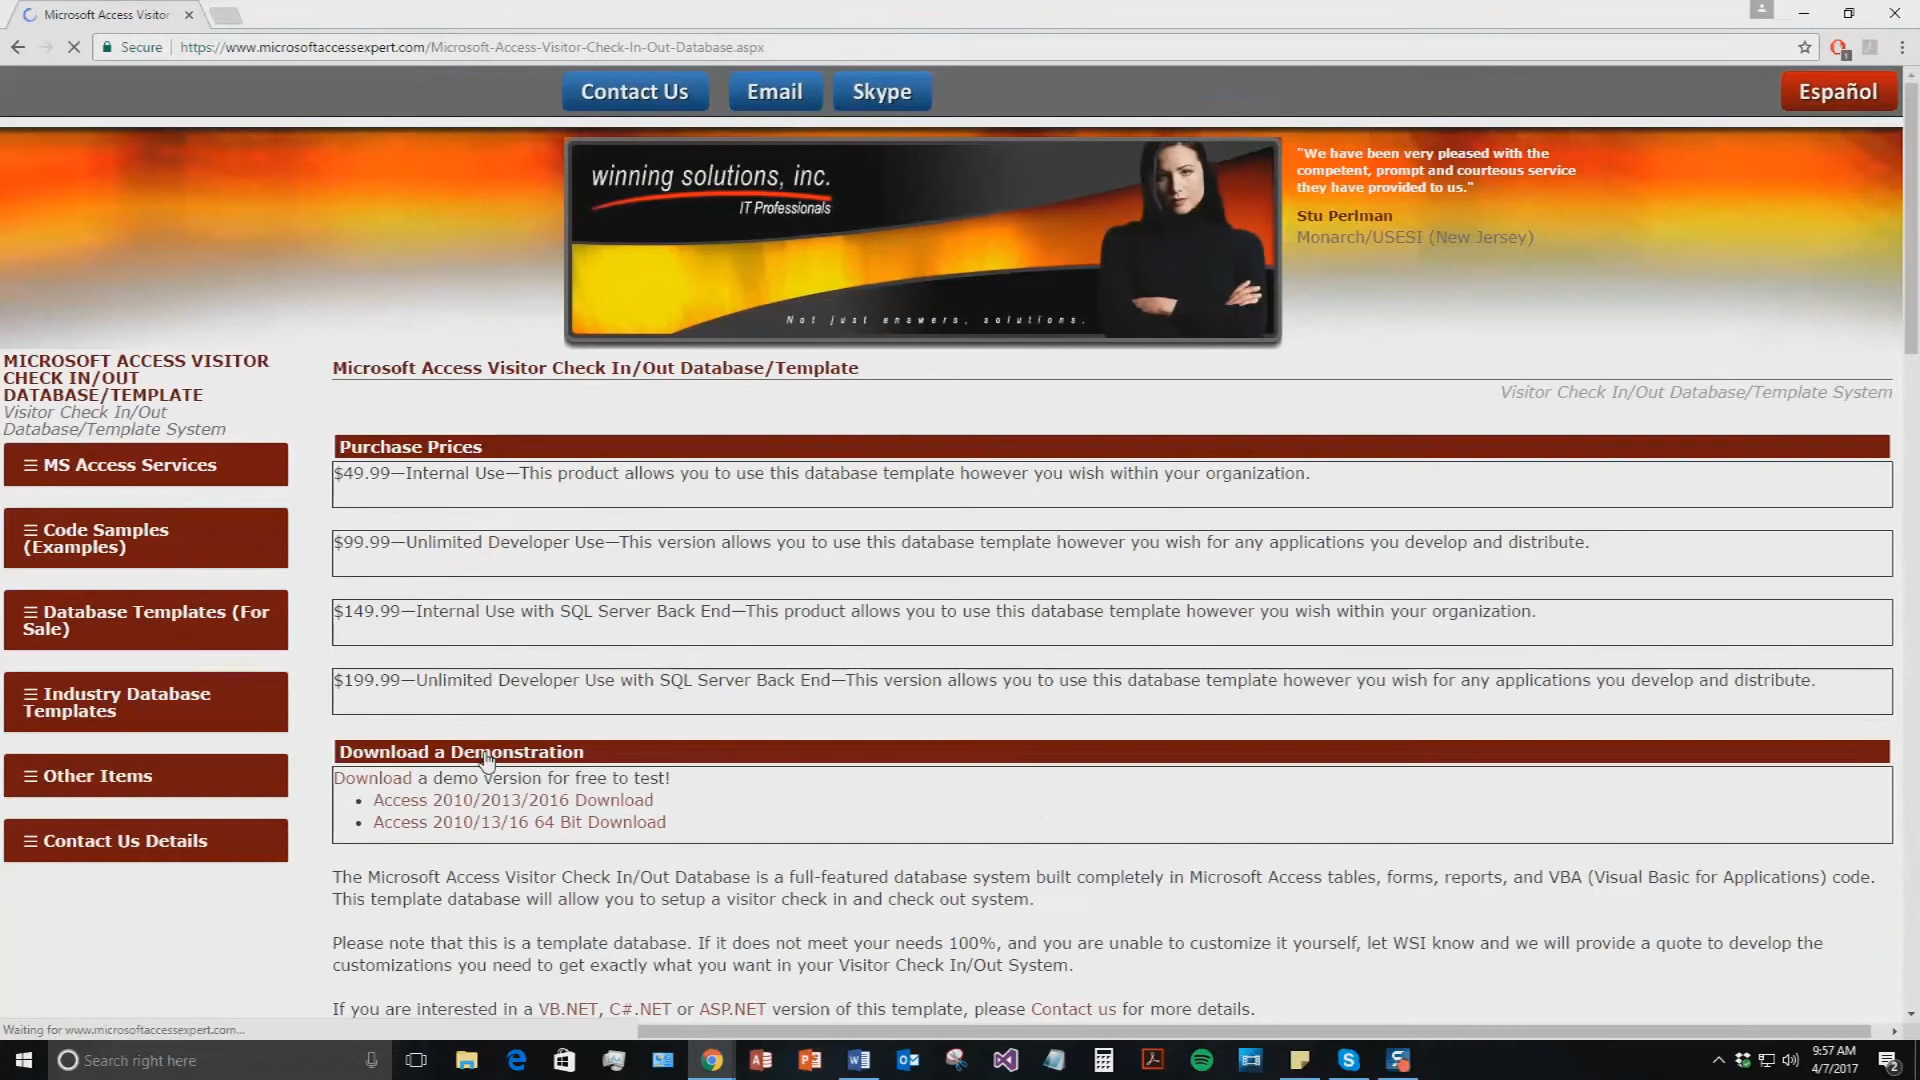 Microsoft Access Visitor
Secure
https://www.microsoftaccessexpert.com/Microsoft-Access-Visitor-Check-In-Out-Database.aspx
1
Contact Us
Email
Skype
Español
winning solutions, inc.
IT Professionals
Not just answers, solutions.
"We have been very pleased with the
competent, prompt and courteous service
they have provided to us."
Stu Perlman
Monarch/USESI (New Jersey)
MICROSOFT ACCESS VISITOR
CHECK IN/OUT
DATABASE/TEMPLATE
Visitor Check In/Out
Database/Template System
☰ MS Access Services
☰ Code Samples
(Examples)
☰ Database Templates (For
Sale)
☰ Industry Database
Templates
☰ Other Items
☰ Contact Us Details
Microsoft Access Visitor Check In/Out Database/Template
Visitor Check In/Out Database/Template System
Purchase Prices
$49.99—Internal Use—This product allows you to use this database template however you wish within your organization.
$99.99—Unlimited Developer Use—This version allows you to use this database template however you wish for any applications you develop and distribute.
$149.99—Internal Use with SQL Server Back End—This product allows you to use this database template however you wish within your organization.
$199.99—Unlimited Developer Use with SQL Server Back End—This version allows you to use this database template however you wish for any applications you develop and distribute.
Download a Demonstration
Download a demo version for free to test!
• Access 2010/2013/2016 Download
• Access 2010/13/16 64 Bit Download
The Microsoft Access Visitor Check In/Out Database is a full-featured database system built completely in Microsoft Access tables, forms, reports, and VBA (Visual Basic for Applications) code.
This template database will allow you to setup a visitor check in and check out system.
Please note that this is a template database. If it does not meet your needs 100%, and you are unable to customize it yourself, let WSI know and we will provide a quote to develop the
customizations you need to get exactly what you want in your Visitor Check In/Out System.
If you are interested in a VB.NET, C#.NET or ASP.NET version of this template, please Contact us for more details.
Waiting for www.microsoftaccessexpert.com...
Search right here
9:57 AM
4/7/2017
2